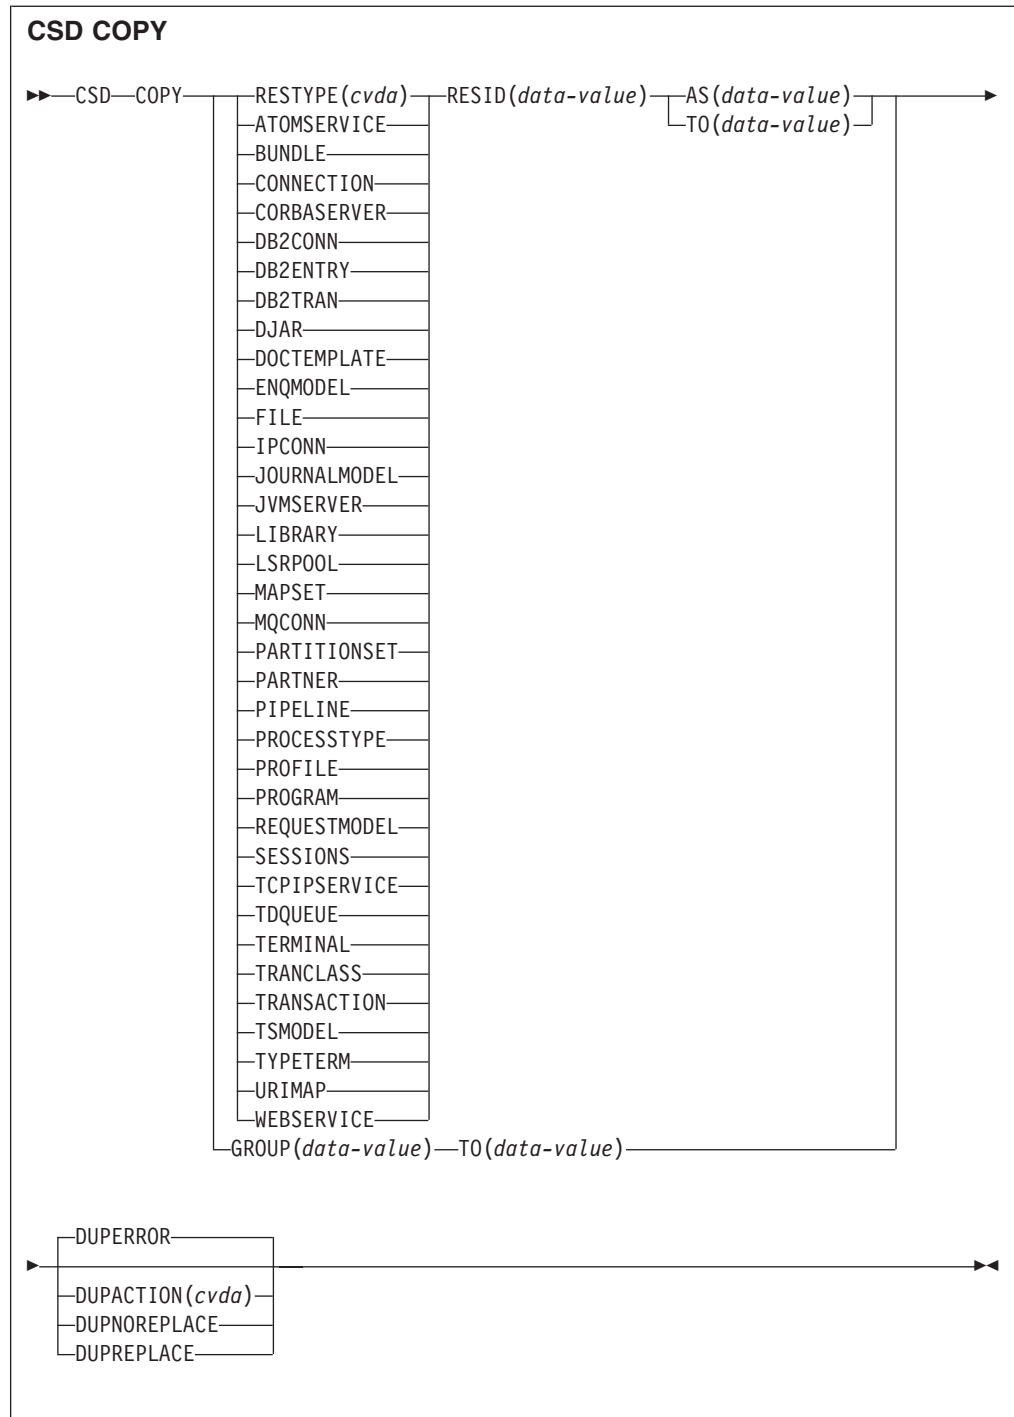 CSD COPY
CSD COPY RESTYPE(cvda) RESID(data-value) AS(data-value)
ATOMSERVICE TO(data-value)
BUNDLE
CONNECTION
CORBASERVER
DB2CONN
DB2ENTRY
DB2TRAN
DJAR
DOCTEMPLATE
ENQMODEL
FILE
IPCONN
JOURNALMODEL
JVMSERVER
LIBRARY
LSRPOOL
MAPSET
MQCONN
PARTITIONSET
PARTNER
PIPELINE
PROCESSTYPE
PROFILE
PROGRAM
REQUESTMODEL
SESSIONS
TCPIPSERVICE
TDQUEUE
TERMINAL
TRANCLASS
TRANSACTION
TSMODEL
TYPETERM
URIMAP
WEBSERVICE
GROUP(data-value) TO(data-value)
DUPERROR
DUPACTION(cvda)
DUPNOREPLACE
DUPREPLACE